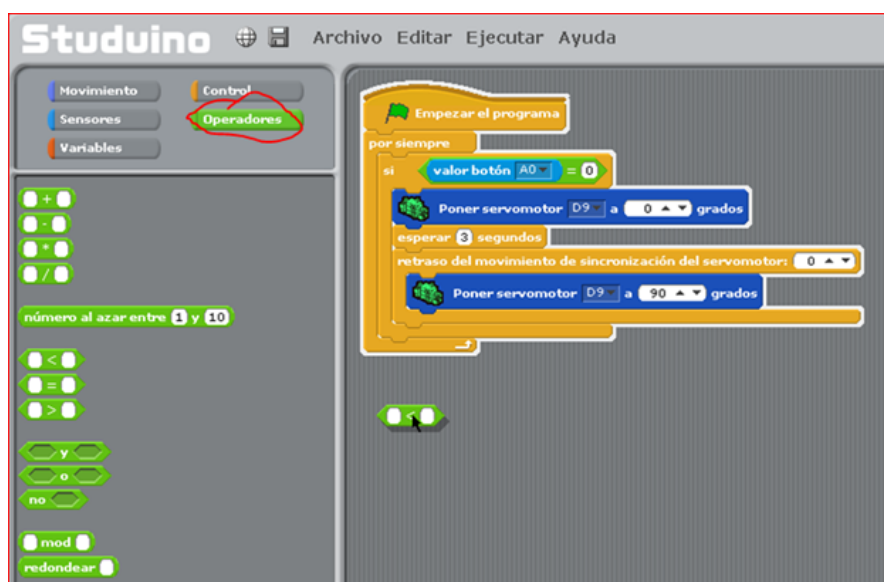 Studuino Archivo Editar Ejecutar Ayuda
Movimiento Control
Sensores Operadores
Variables
+
-
*
/
número al azar entre 1 y 10
<
=
>
y
o
no
mod
redondear
Empezar el programa
por siempre
si valor botón A0 = 0
Poner servomotor D9 a 0 grados
esperar 3 segundos
retraso del movimiento de sincronización del servomotor: 0
Poner servomotor D9 a 90 grados
<